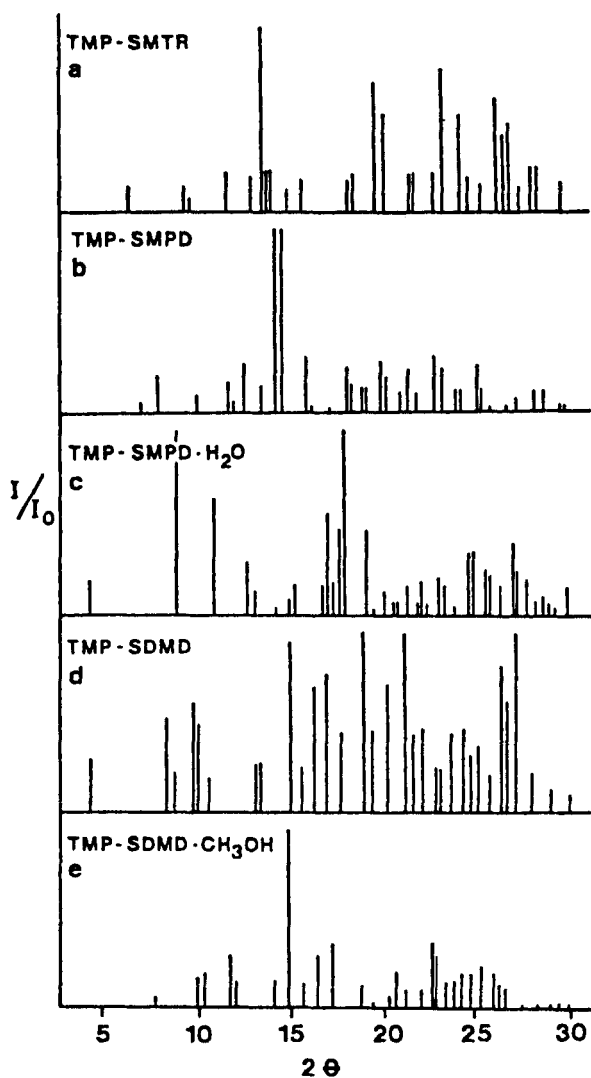 TMP-SMTR
a
TMP-SMPD
b
TMP-SMPD·H₂O
c
I/I₀
TMP-SDMD
d
TMP-SDMD·CH₃OH
e
5 10 15 20 25 30
2 θ